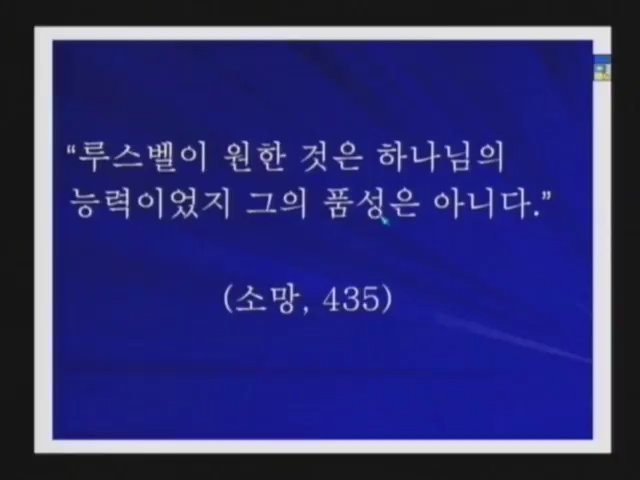 “루스벨이 원한 것은 하나님의
능력이었지 그의 품성은 아니다.”
(소망, 435)